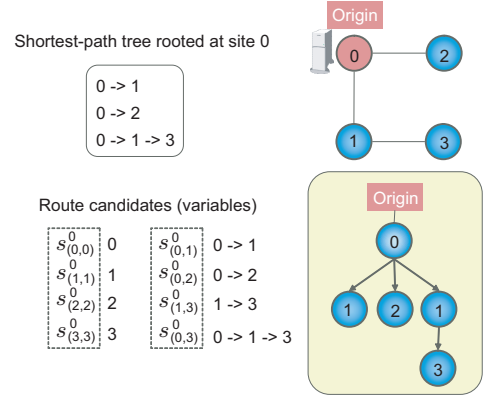 Origin
Shortest-path tree rooted at site 0
0 2
0 -> 1
0 -> 2
0 -> 1 -> 3
1 3
Route candidates (variables)
s^0_(0,0) 0 s^0_(0,1) 0 -> 1
s^0_(1,1) 1 s^0_(0,2) 0 -> 2
s^0_(2,2) 2 s^0_(1,3) 1 -> 3
s^0_(3,3) 3 s^0_(0,3) 0 -> 1 -> 3
Origin
0
1 2 1
3